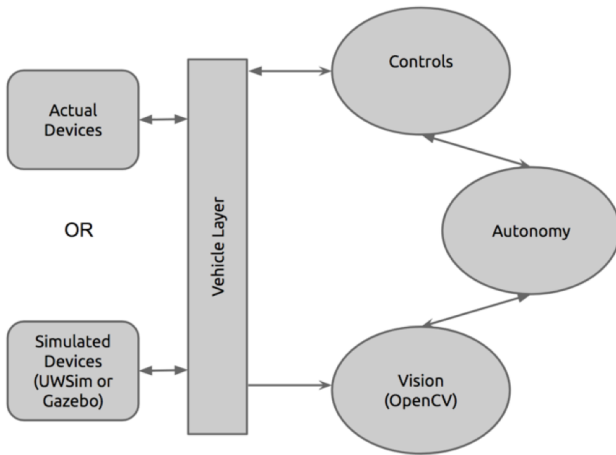 Controls
Actual
Devices
OR
Vehicle Layer
Autonomy
Simulated
Devices
(UWSim or
Gazebo)
Vision
(OpenCV)